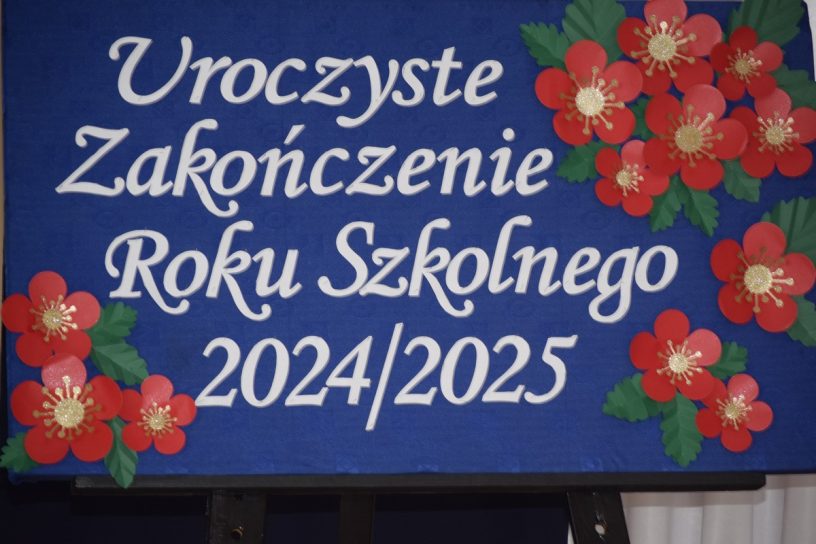 Uroczyste
Zakończenie
Roku Szkolnego
2024/2025